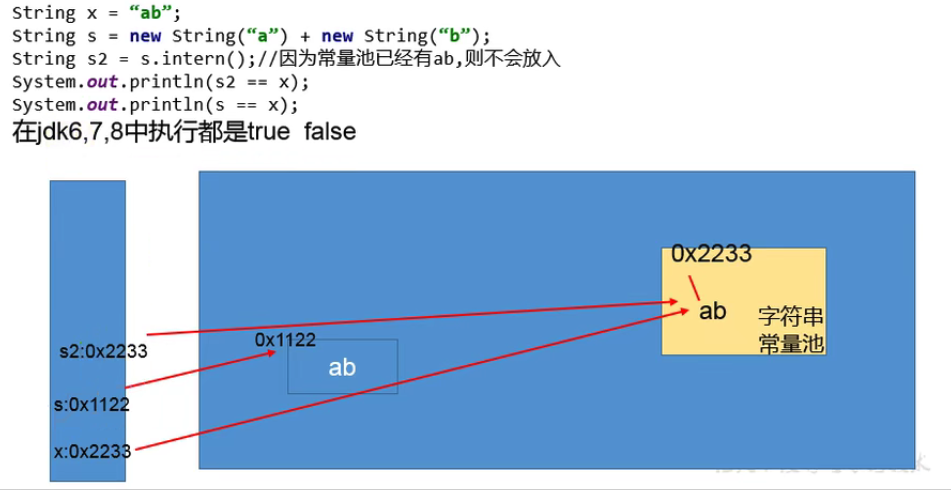 String x = “ab”;
String s = new String(“a”) + new String(“b”);
String s2 = s.intern();//因为常量池已经有ab,则不会放入
System.out.println(s2 == x);
System.out.println(s == x);
在jdk6,7,8中执行都是true false
0x2233
ab
字符串
常量池
0x1122
ab
s2:0x2233
s:0x1122
x:0x2233